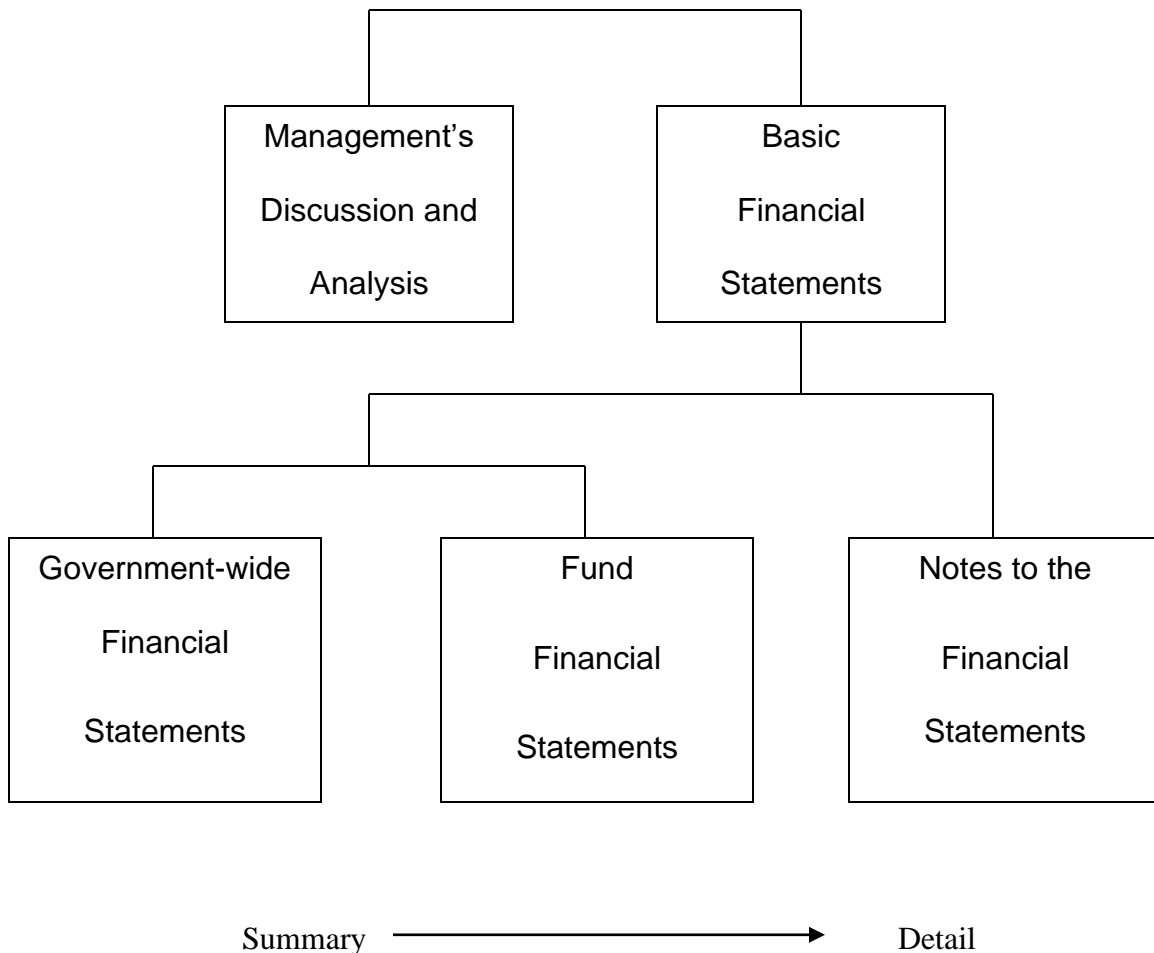 Management’s
Discussion and
Analysis
Basic
Financial
Statements
Government-wide
Financial
Statements
Fund
Financial
Statements
Notes to the
Financial
Statements
Summary
Detail